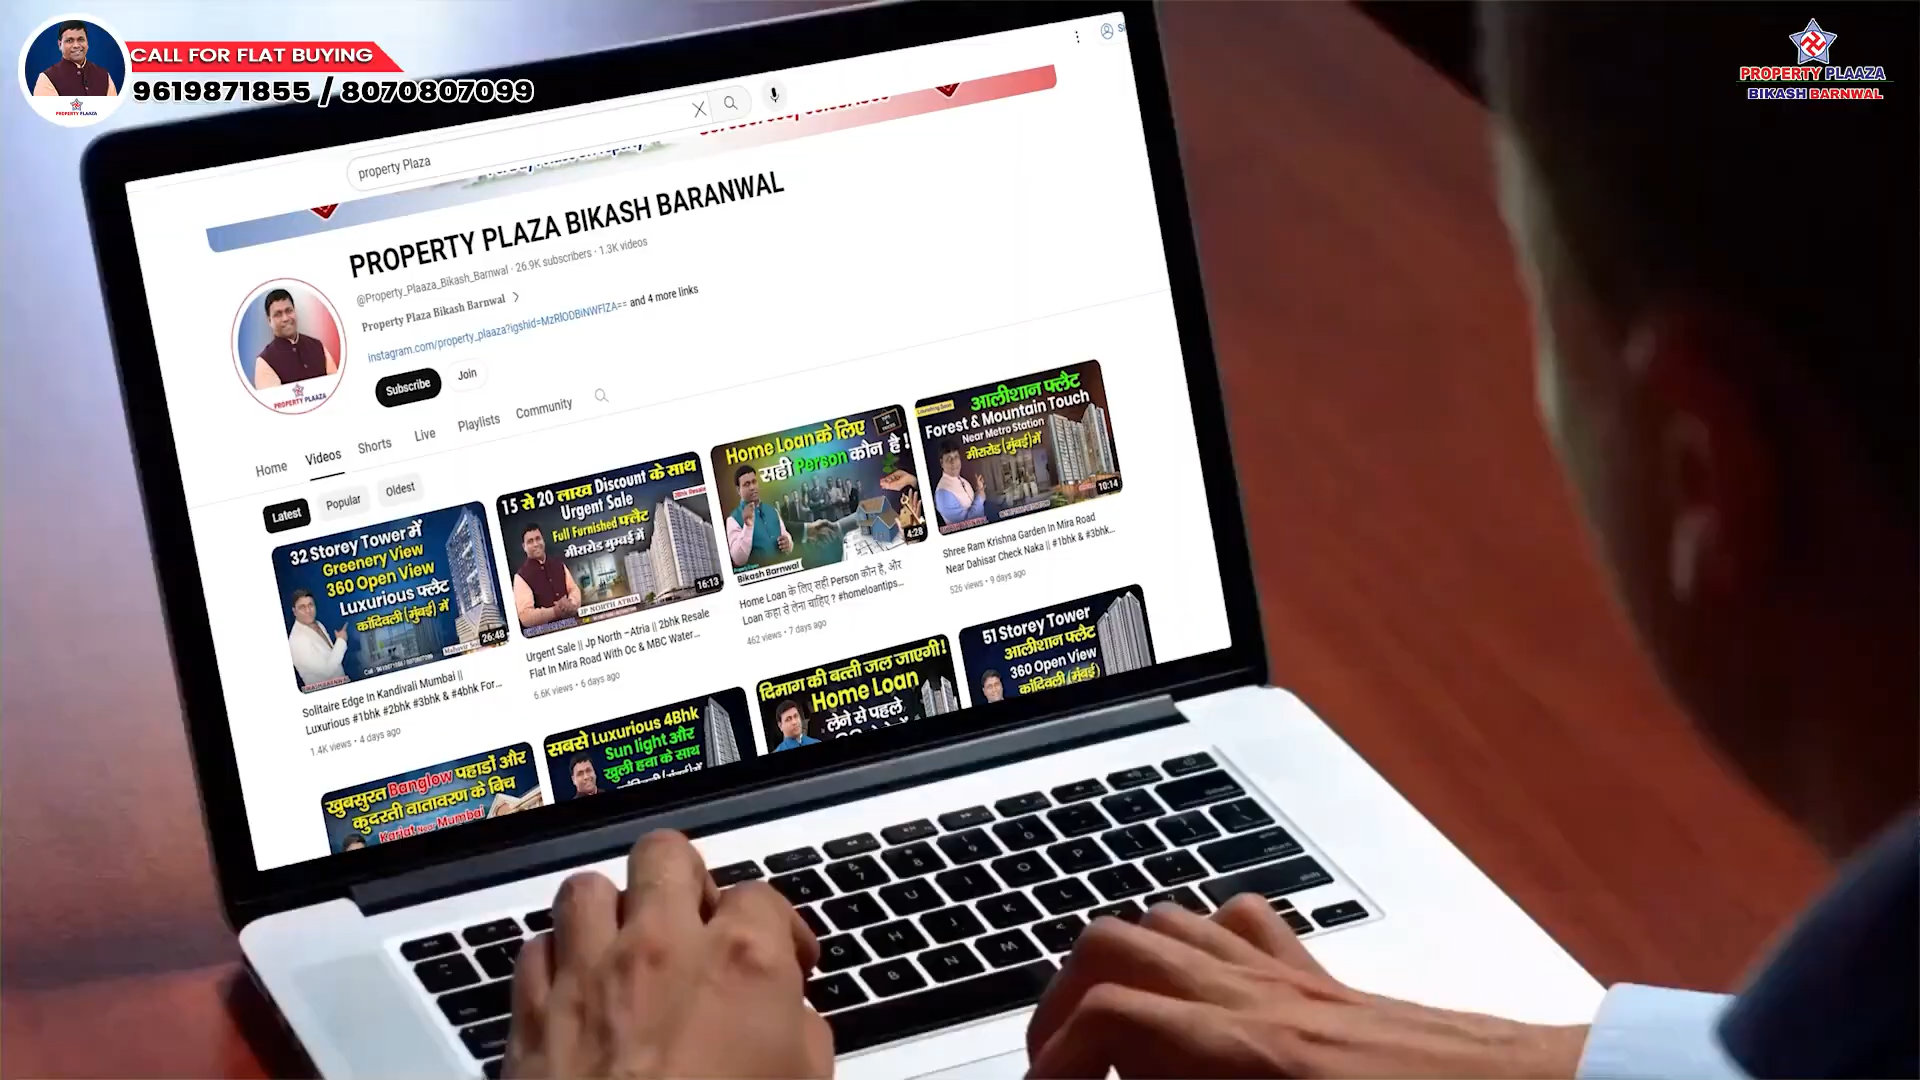 CALL FOR FLAT BUYING
9619871855 / 8070807099
PROPERTY PLAAZA
PROPERTY PLAAZA
BIKASH BARNWAL
property Plaza
PROPERTY PLAZA BIKASH BARANWAL
@Property_Plaaza_Bikash_Barnwal · 26.9K subscribers · 1.3K videos
Property Plaza Bikash Barnwal
instagram.com/property_plaaza?igshid=MzRlODBiNWFlZA== and 4 more links
PROPERTY PLAAZA
Subscribe
Join
Home
Videos
Shorts
Live
Playlists
Community
Latest
Popular
Oldest
32 Storey Tower में
Greenery View
360 Open View
Luxurious फ्लैट
कांदिवली (मुंबई) में
26:48
Solitaire Edge In Kandivali Mumbai ||
Luxurious #1bhk #2bhk #3bhk & #4bhk For...
1.4K views · 4 days ago
15 से 20 लाख Discount के साथ
Urgent Sale
2Bhk Resale
Full Furnished फ्लैट
मीरारोड मुम्बई में
JP NORTH ATRIA
16:13
Urgent Sale || Jp North –Atria || 2bhk Resale
Flat In Mira Road With Oc & MBC Water...
6.6K views · 6 days ago
Home Loan के लिए
सही Person कौन है !
Bikash Barnwal
4:28
Home Loan के लिए सही Person कौन है, और
Loan कहा से लेना चाहिए ? #homeloantips...
462 views · 7 days ago
Launching Soon
आलीशान फ्लैट
Forest & Mountain Touch
Near Metro Station
मीरारोड (मुंबई) में
10:14
Shree Ram Krishna Garden In Mira Road
Near Dahisar Check Naka || #1bhk & #3bhk...
526 views · 9 days ago
खुबसुरत Banglow पहाडों और
कुदरती वातावरण के बिच
Karjat Near Mumbai
सबसे Luxurious 4Bhk
Sun light और
खुली हवा के साथ
दिमाग की बत्ती जल जाएगी!
Home Loan
लेने से पहले
51 Storey Tower
आलीशान फ्लैट
360 Open View
कांदिवली (मुंबई)